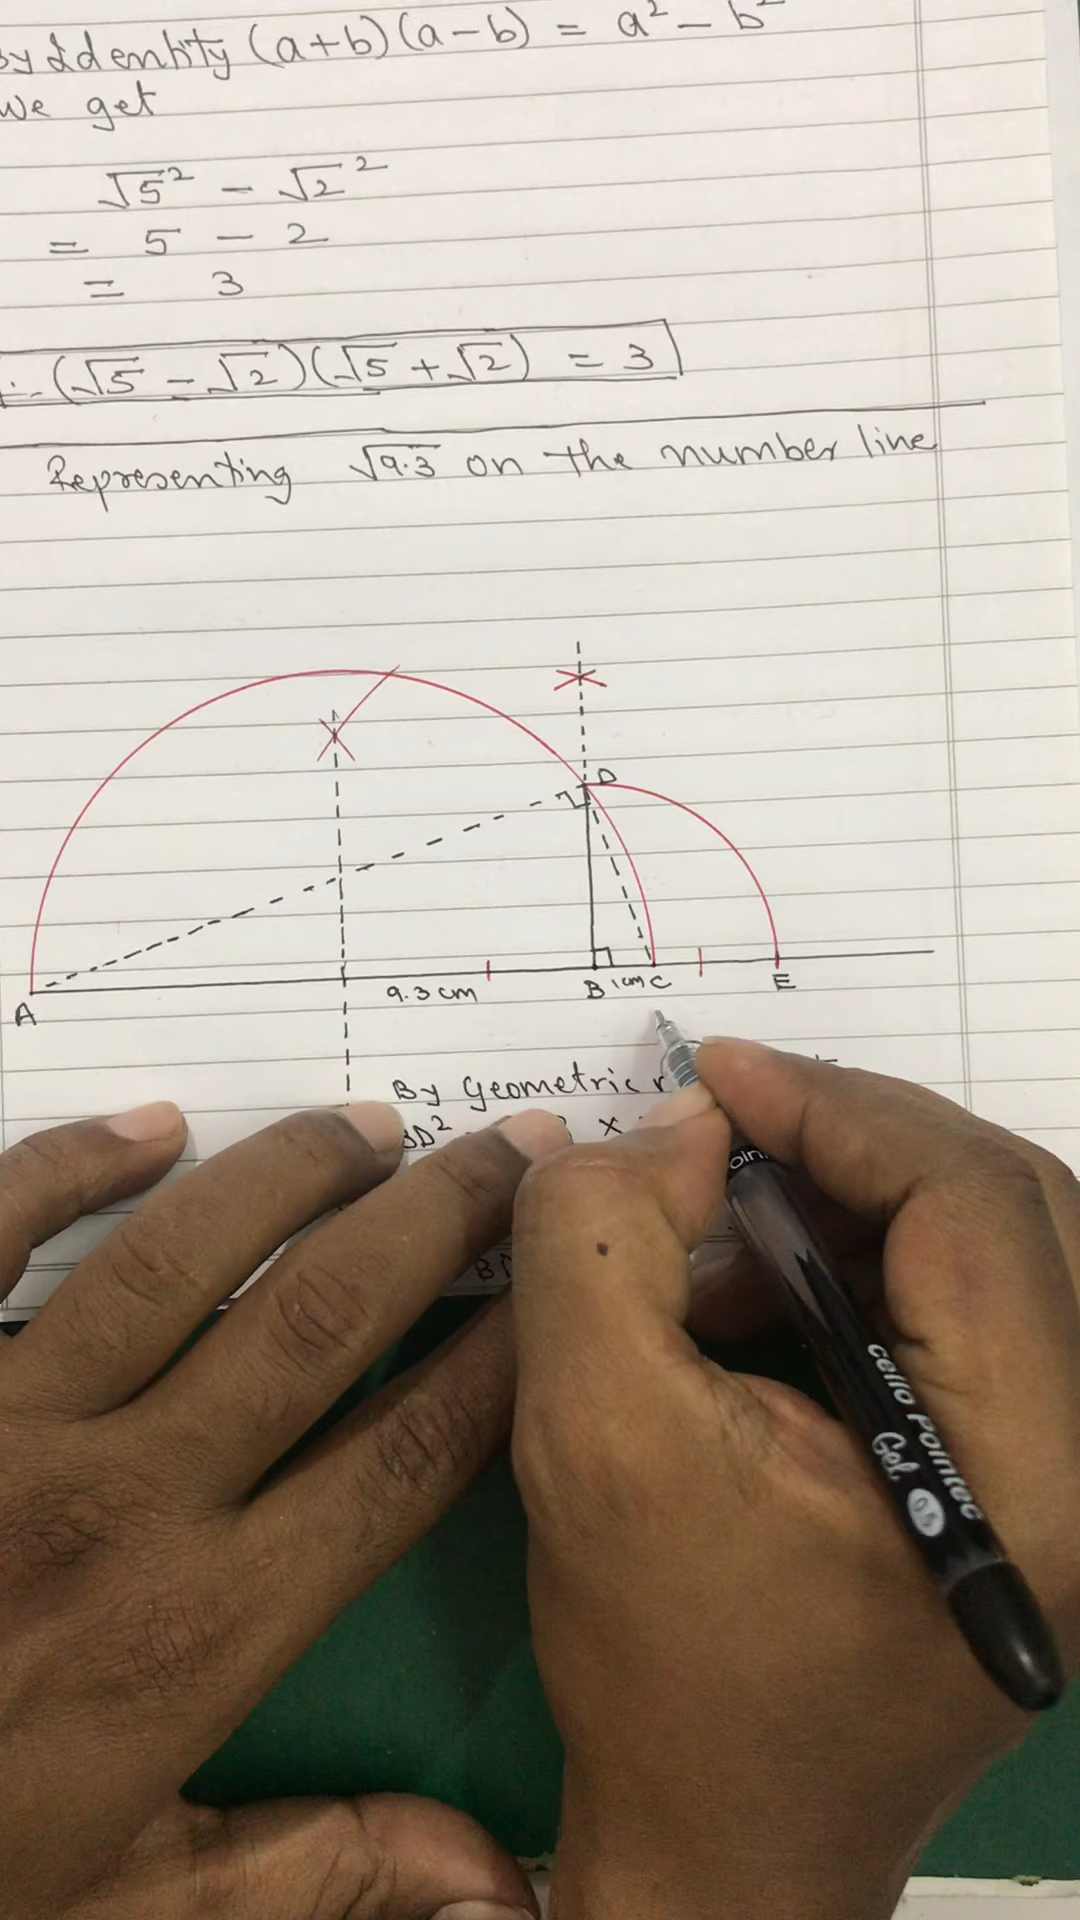 By Identity (a+b)(a-b) = a² - b²
we get
√5² - √2²
= 5 - 2
= 3
∴ (√5 - √2)(√5 + √2) = 3
Representing √9.3 on the number line
D
9.3 cm B 1cm C E
A
By Geometric
BD² ×
cello Pointec
Gel